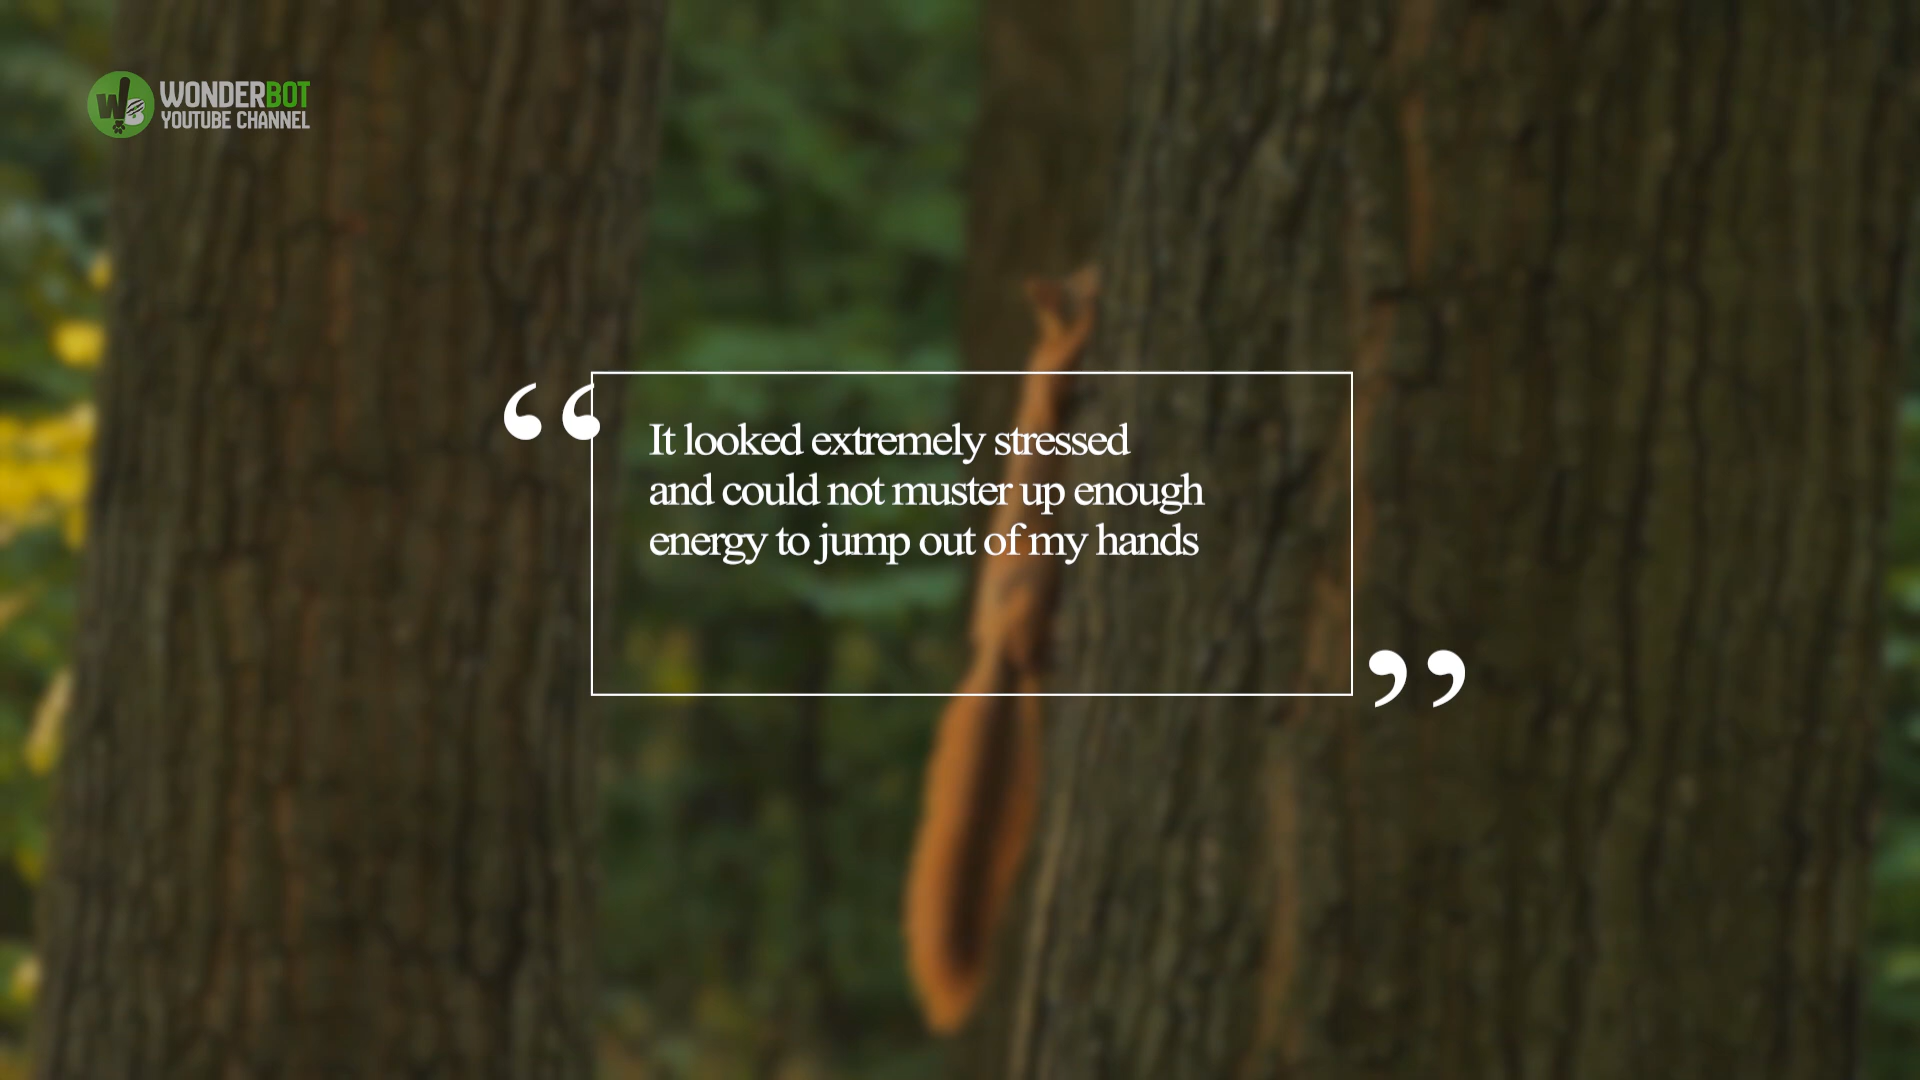 WONDERBOT
YOUTUBE CHANNEL
“It looked extremely stressed
and could not muster up enough
energy to jump out of my hands”